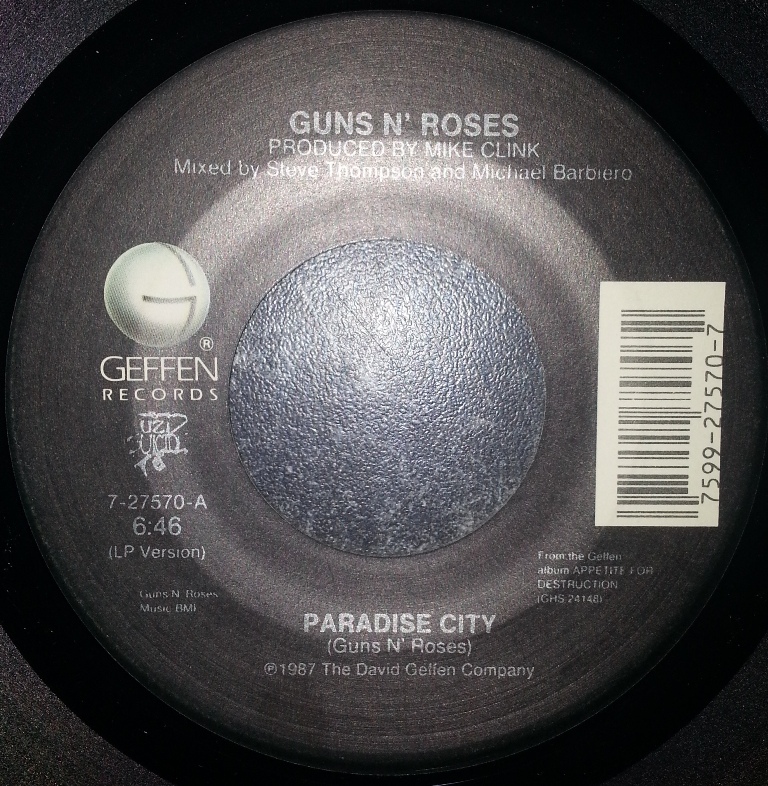 GUNS N' ROSES
PRODUCED BY MIKE CLINK
Mixed by Steve Thompson and Michael Barbiero
GEFFEN®
RECORDS
7-27570-A
6:46
(LP Version)
Guns N' Roses
Music-BMI
7599-27570-7
From the Geffen
album APPETITE FOR
DESTRUCTION
(GHS 24148)
PARADISE CITY
(Guns N' Roses)
℗1987 The David Geffen Company